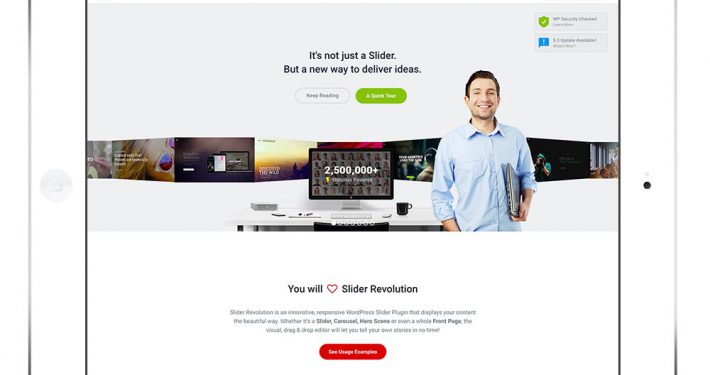 WP Security Checked
Learn More
5.3 Update Available!
What's New?
It's not just a Slider.
But a new way to deliver ideas.
Keep Reading
A Quick Tour
DISCOVER
THE WILD
2,500,000+
Websites Powered
You will Slider Revolution
Slider Revolution is an innovative, responsive WordPress Slider Plugin that displays your content
the beautiful way. Whether it's a Slider, Carousel, Hero Scene or even a whole Front Page, the
visual, drag & drop editor will let you tell your own stories in no time!
See Usage Examples